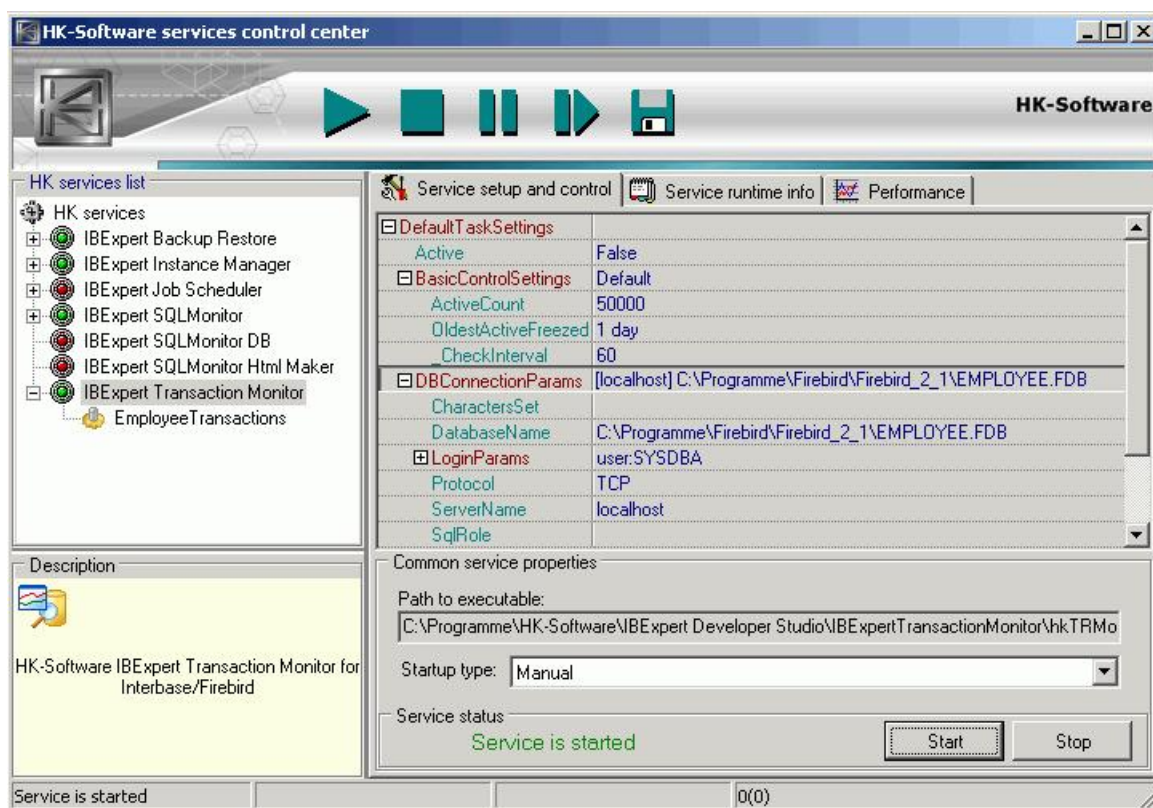 HK-Software services control center
HK-Software
HK services list
HK services
IBExpert Backup Restore
IBExpert Instance Manager
IBExpert Job Scheduler
IBExpert SQLMonitor
IBExpert SQLMonitor DB
IBExpert SQLMonitor Html Maker
IBExpert Transaction Monitor
EmployeeTransactions
Description
HK-Software IBExpert Transaction Monitor for
Interbase/Firebird
Service setup and control
Service runtime info
Performance
DefaultTaskSettings
Active False
BasicControlSettings Default
ActiveCount 50000
OldestActiveFreezed 1 day
_CheckInterval 60
DBConnectionParams [localhost] C:\Programme\Firebird\Firebird_2_1\EMPLOYEE.FDB
CharactersSet
DatabaseName C:\Programme\Firebird\Firebird_2_1\EMPLOYEE.FDB
LoginParams user:SYSDBA
Protocol TCP
ServerName localhost
SqlRole
Common service properties
Path to executable:
C:\Programme\HK-Software\IBExpert Developer Studio\IBExpertTransactionMonitor\hkTRMo
Startup type: Manual
Service status
Service is started
Start
Stop
Service is started
0(0)